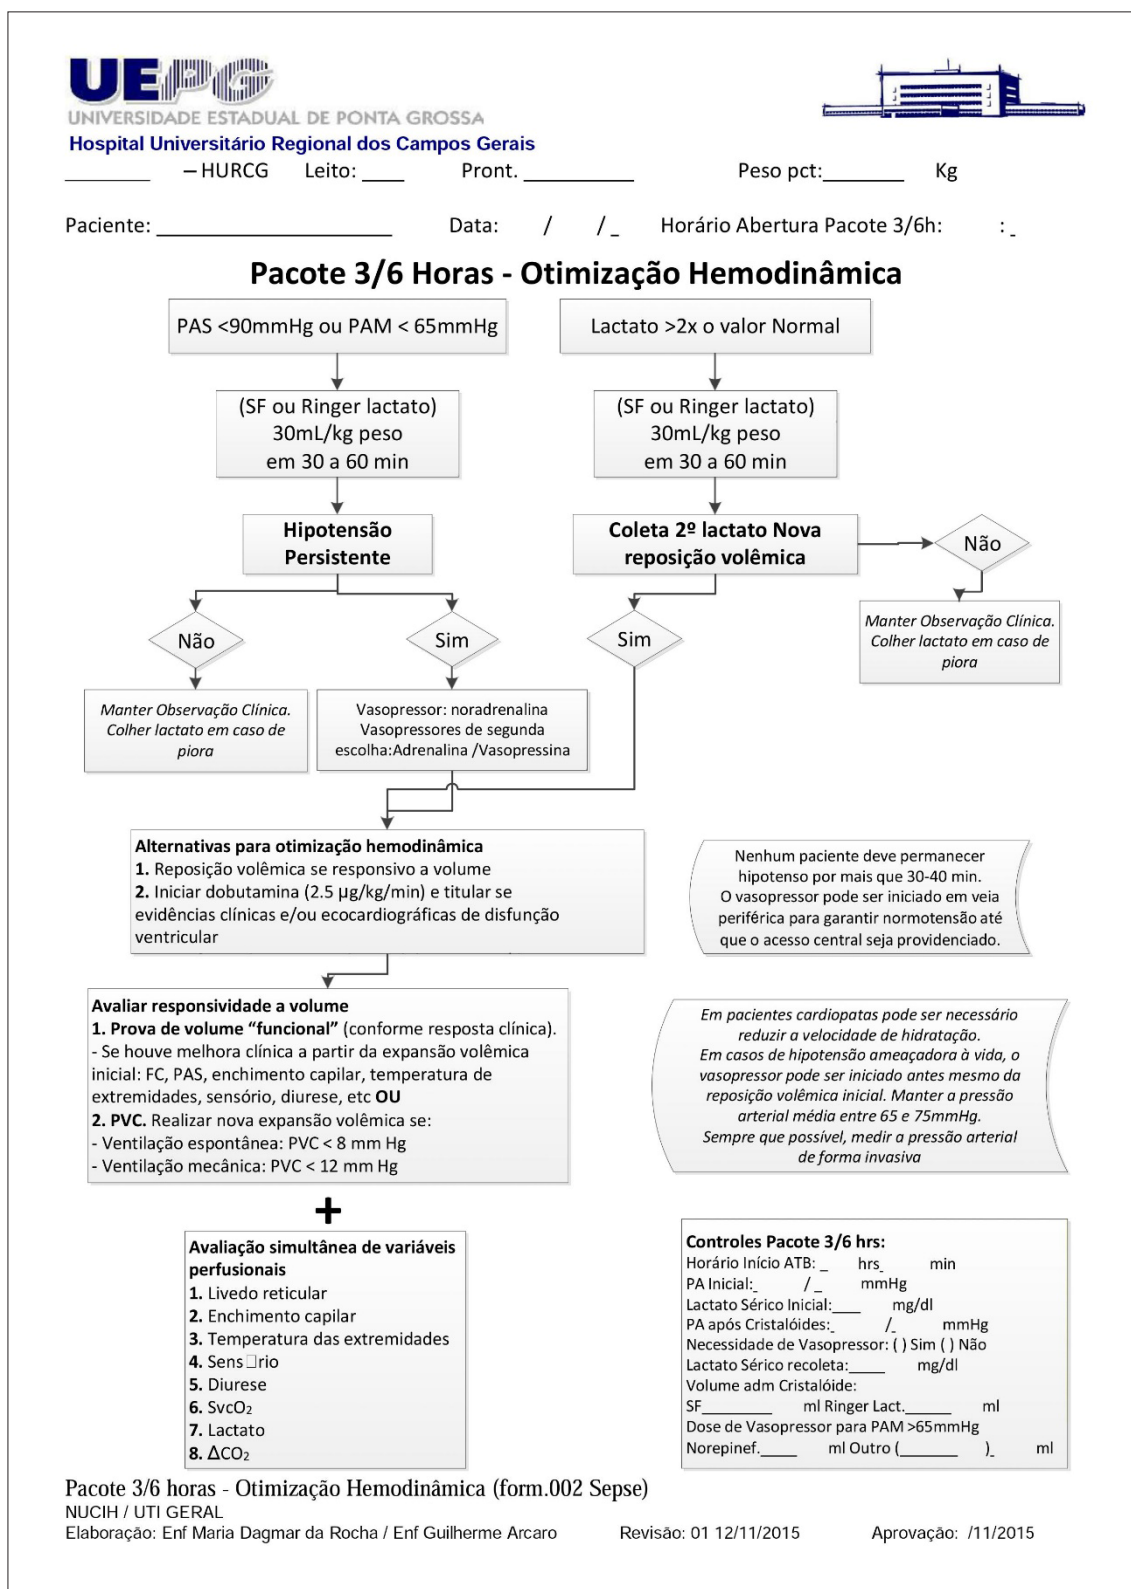 UEPG
UNIVERSIDADE ESTADUAL DE PONTA GROSSA
Hospital Universitário Regional dos Campos Gerais
________ – HURCG Leito: ____ Pront. __________ Peso pct:_______ Kg
Paciente: ______________________ Data: / / _ Horário Abertura Pacote 3/6h: : _
Pacote 3/6 Horas - Otimização Hemodinâmica
PAS <90mmHg ou PAM < 65mmHg
Lactato >2x o valor Normal
(SF ou Ringer lactato)
30mL/kg peso
em 30 a 60 min
(SF ou Ringer lactato)
30mL/kg peso
em 30 a 60 min
Hipotensão
Persistente
Coleta 2º lactato Nova
reposição volêmica
Não
Não
Sim
Sim
Manter Observação Clínica.
Colher lactato em caso de
piora
Manter Observação Clínica.
Colher lactato em caso de
piora
Vasopressor: noradrenalina
Vasopressores de segunda
escolha:Adrenalina /Vasopressina
Alternativas para otimização hemodinâmica
1. Reposição volêmica se responsivo a volume
2. Iniciar dobutamina (2.5 µg/kg/min) e titular se
evidências clínicas e/ou ecocardiográficas de disfunção
ventricular
Nenhum paciente deve permanecer
hipotenso por mais que 30-40 min.
O vasopressor pode ser iniciado em veia
periférica para garantir normotensão até
que o acesso central seja providenciado.
Avaliar responsividade a volume
1. Prova de volume “funcional” (conforme resposta clínica).
- Se houve melhora clínica a partir da expansão volêmica
inicial: FC, PAS, enchimento capilar, temperatura de
extremidades, sensório, diurese, etc OU
2. PVC. Realizar nova expansão volêmica se:
- Ventilação espontânea: PVC < 8 mm Hg
- Ventilação mecânica: PVC < 12 mm Hg
Em pacientes cardiopatas pode ser necessário
reduzir a velocidade de hidratação.
Em casos de hipotensão ameaçadora à vida, o
vasopressor pode ser iniciado antes mesmo da
reposição volêmica inicial. Manter a pressão
arterial média entre 65 e 75mmHg.
Sempre que possível, medir a pressão arterial
de forma invasiva
+
Avaliação simultânea de variáveis
perfusionais
1. Livedo reticular
2. Enchimento capilar
3. Temperatura das extremidades
4. Sens□rio
5. Diurese
6. SvcO₂
7. Lactato
8. ΔCO₂
Controles Pacote 3/6 hrs:
Horário Início ATB: _ hrs_ min
PA Inicial:_ / _ mmHg
Lactato Sérico Inicial:____ mg/dl
PA após Cristalóides:_ /_ mmHg
Necessidade de Vasopressor: ( ) Sim ( ) Não
Lactato Sérico recoleta:_____ mg/dl
Volume adm Cristalóide:
SF_________ ml Ringer Lact.______ ml
Dose de Vasopressor para PAM >65mmHg
Norepinef._____ ml Outro (________ )_ ml
Pacote 3/6 horas - Otimização Hemodinâmica (form.002 Sepse)
NUCIH / UTI GERAL
Elaboração: Enf Maria Dagmar da Rocha / Enf Guilherme Arcaro Revisão: 01 12/11/2015 Aprovação: /11/2015